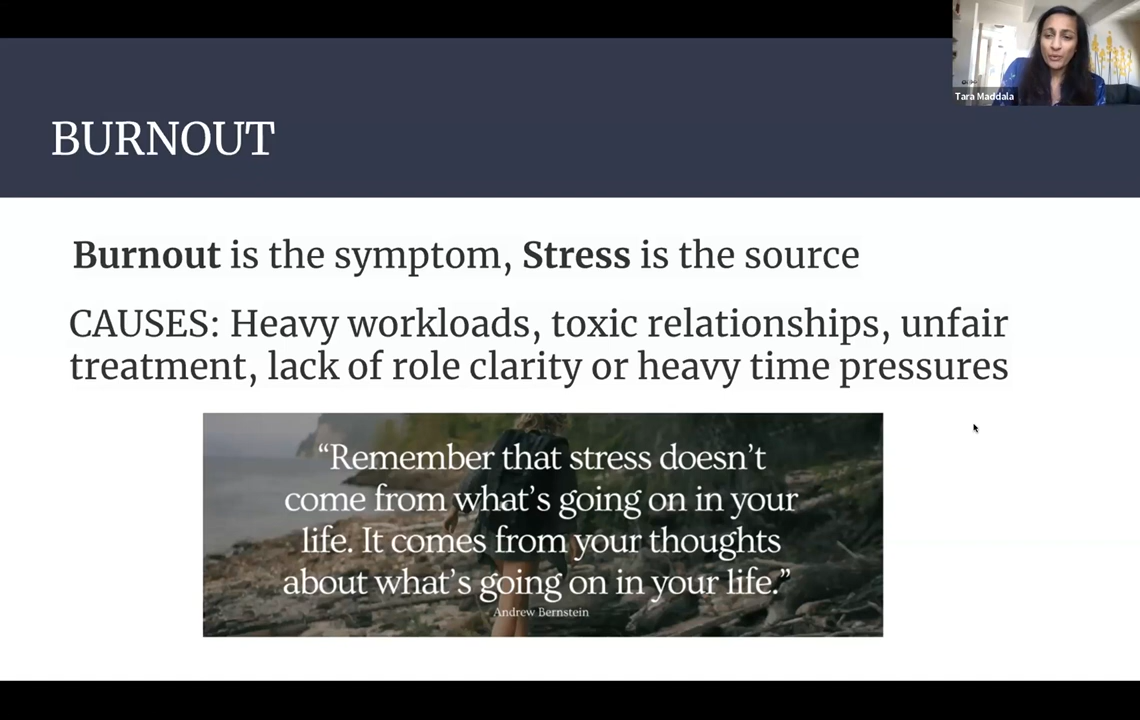 Tara Maddala
BURNOUT
Burnout is the symptom, Stress is the source
CAUSES: Heavy workloads, toxic relationships, unfair
treatment, lack of role clarity or heavy time pressures
“Remember that stress doesn’t
come from what’s going on in your
life. It comes from your thoughts
about what’s going on in your life.”
Andrew Bernstein